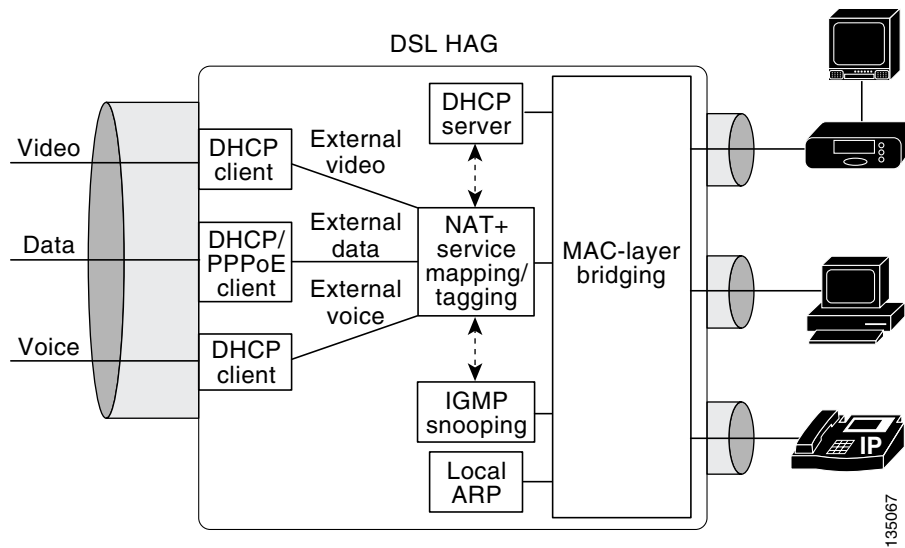 DSL HAG
Video
Data
Voice
DHCP
client
DHCP/
PPPoE
client
DHCP
client
External
video
External
data
External
voice
DHCP
server
NAT+
service
mapping/
tagging
IGMP
snooping
Local
ARP
MAC-layer
bridging
IP
135067